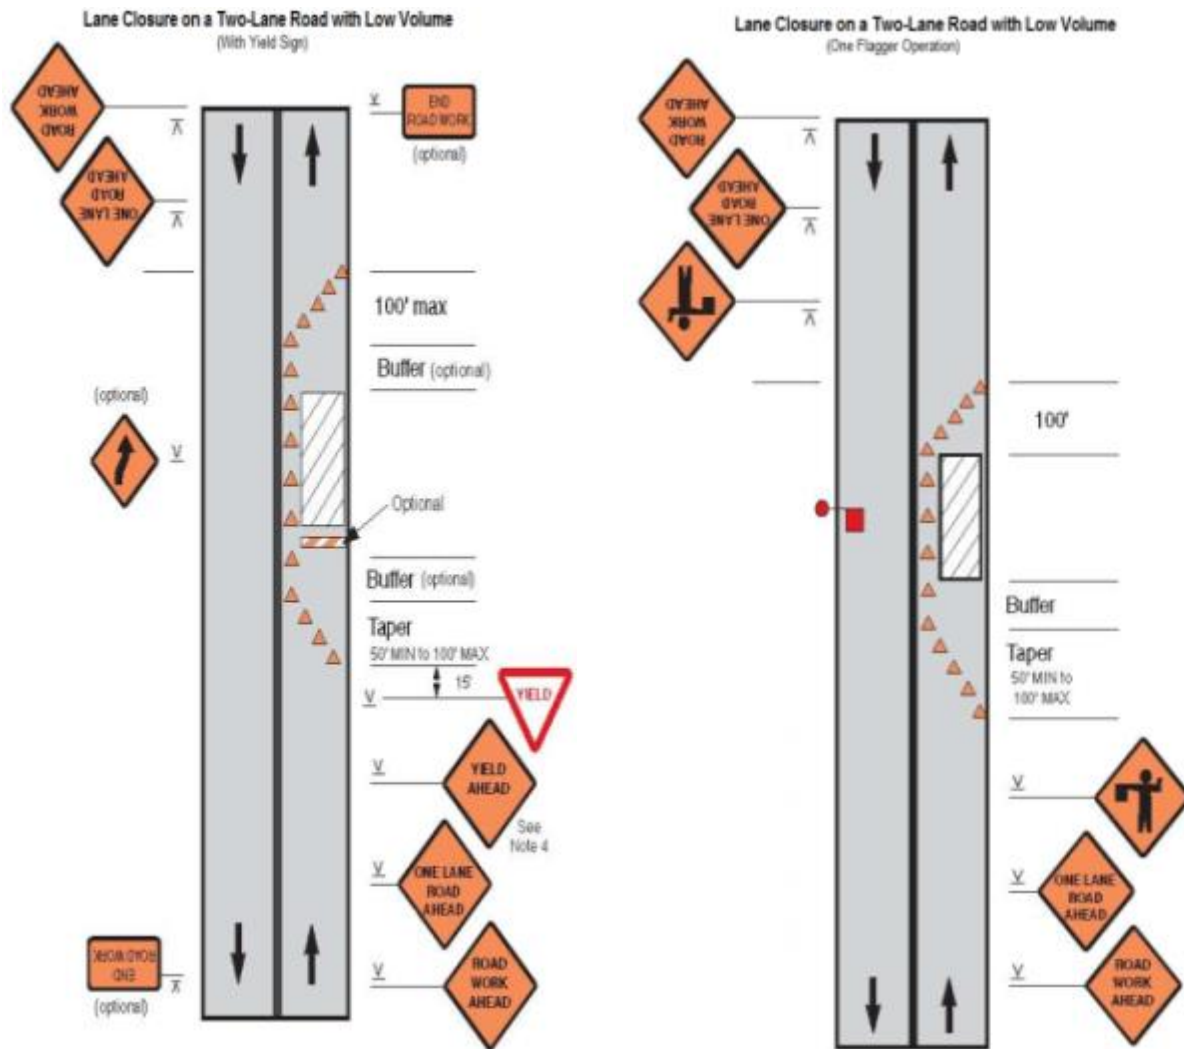 Lane Closure on a Two-Lane Road with Low Volume
(With Yield Sign)
ROAD
WORK
AHEAD
ONE LANE
ROAD
AHEAD
END
ROAD WORK
(optional)
100' max
Buffer (optional)
(optional)
Optional
Buffer (optional)
Taper
50' MIN to 100' MAX
15'
YIELD
YIELD
AHEAD
See
Note 4
ONE LANE
ROAD
AHEAD
ROAD
WORK
AHEAD
END
ROAD WORK
(optional)
Lane Closure on a Two-Lane Road with Low Volume
(One Flagger Operation)
ROAD
WORK
AHEAD
ONE LANE
ROAD
AHEAD
100'
Buffer
Taper
50' MIN to
100' MAX
ONE LANE
ROAD
AHEAD
ROAD
WORK
AHEAD